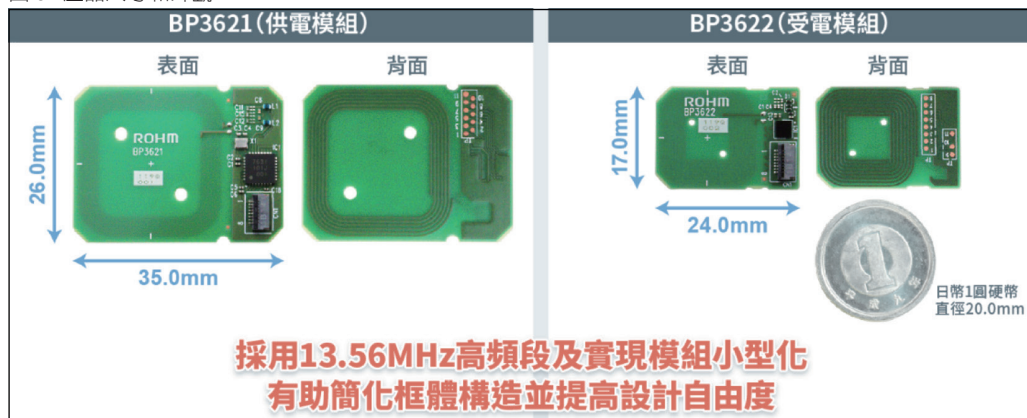 BP3621(供電模組)
BP3622(受電模組)
表面
背面
表面
背面
26.0mm
35.0mm
ROHM
BP3621
17.0mm
24.0mm
ROHM
BP3622
1
日幣1圓硬幣
直徑20.0mm
採用13.56MHz高頻段及實現模組小型化
有助簡化框體構造並提高設計自由度